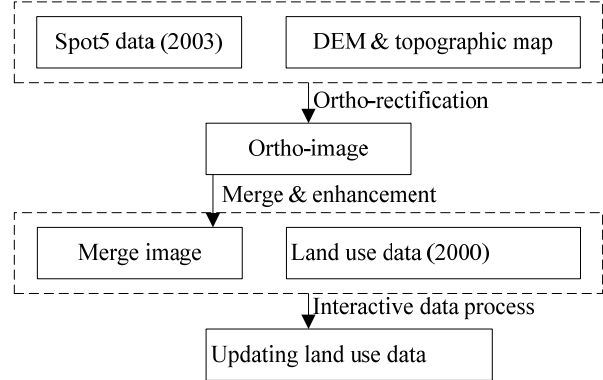 Spot5 data (2003)
DEM & topographic map
Ortho-rectification
Ortho-image
Merge & enhancement
Merge image
Land use data (2000)
Interactive data process
Updating land use data